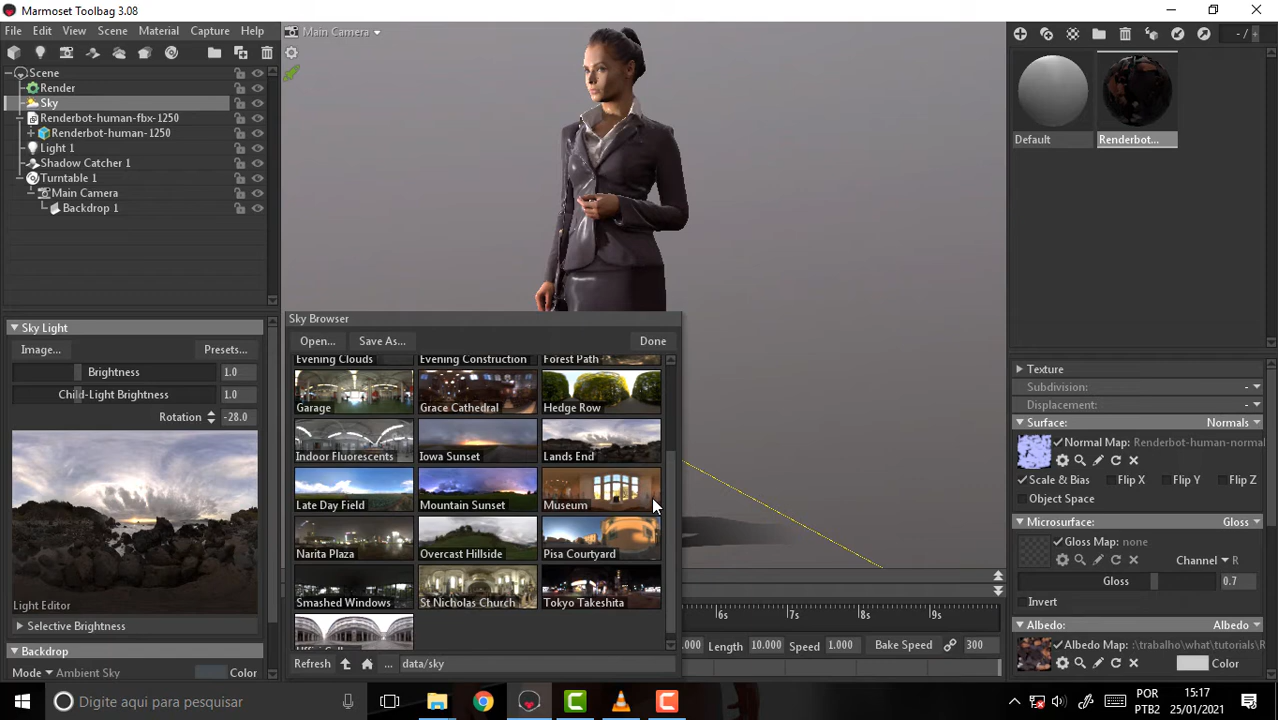 Marmoset Toolbag 3.08
File Edit View Scene Material Capture Help
Main Camera
Scene
Render
Sky
Renderbot-human-fbx-1250
Renderbot-human-1250
Light 1
Shadow Catcher 1
Turntable 1
Main Camera
Backdrop 1
- / +
Default
Renderbot...
Sky Light
Image...
Presets...
Brightness 1.0
Child-Light Brightness 1.0
Rotation -28.0
Light Editor
Selective Brightness
Backdrop
Mode Ambient Sky Color
Sky Browser
Open... Save As... Done
Evening Clouds Evening Construction Forest Path
Garage Grace Cathedral Hedge Row
Indoor Fluorescents Iowa Sunset Lands End
Late Day Field Mountain Sunset Museum
Narita Plaza Overcast Hillside Pisa Courtyard
Smashed Windows St Nicholas Church Tokyo Takeshita
Refresh ... data/sky
6s 7s 8s 9s
.000 Length 10.000 Speed 1.000 Bake Speed 300
Texture
Subdivision: -
Displacement: -
Surface: Normals
Normal Map: Renderbot-human-normal
Scale & Bias Flip X Flip Y Flip Z
Object Space
Microsurface: Gloss
Gloss Map: none
Channel R
Gloss 0.7
Invert
Albedo: Albedo
Albedo Map: t:\trabalho\what\tutorials\R
Color
Digite aqui para pesquisar
POR
PTB2
15:17
25/01/2021